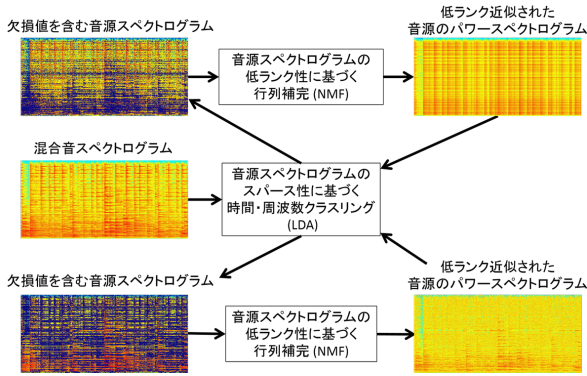 欠損値を含む音源スペクトログラム
音源スペクトログラムの
低ランク性に基づく
行列補完 (NMF)
低ランク近似された
音源のパワースペクトログラム
混合音スペクトログラム
音源スペクトログラムの
スパース性に基づく
時間・周波数クラスリング
(LDA)
欠損値を含む音源スペクトログラム
音源スペクトログラムの
低ランク性に基づく
行列補完 (NMF)
低ランク近似された
音源のパワースペクトログラム